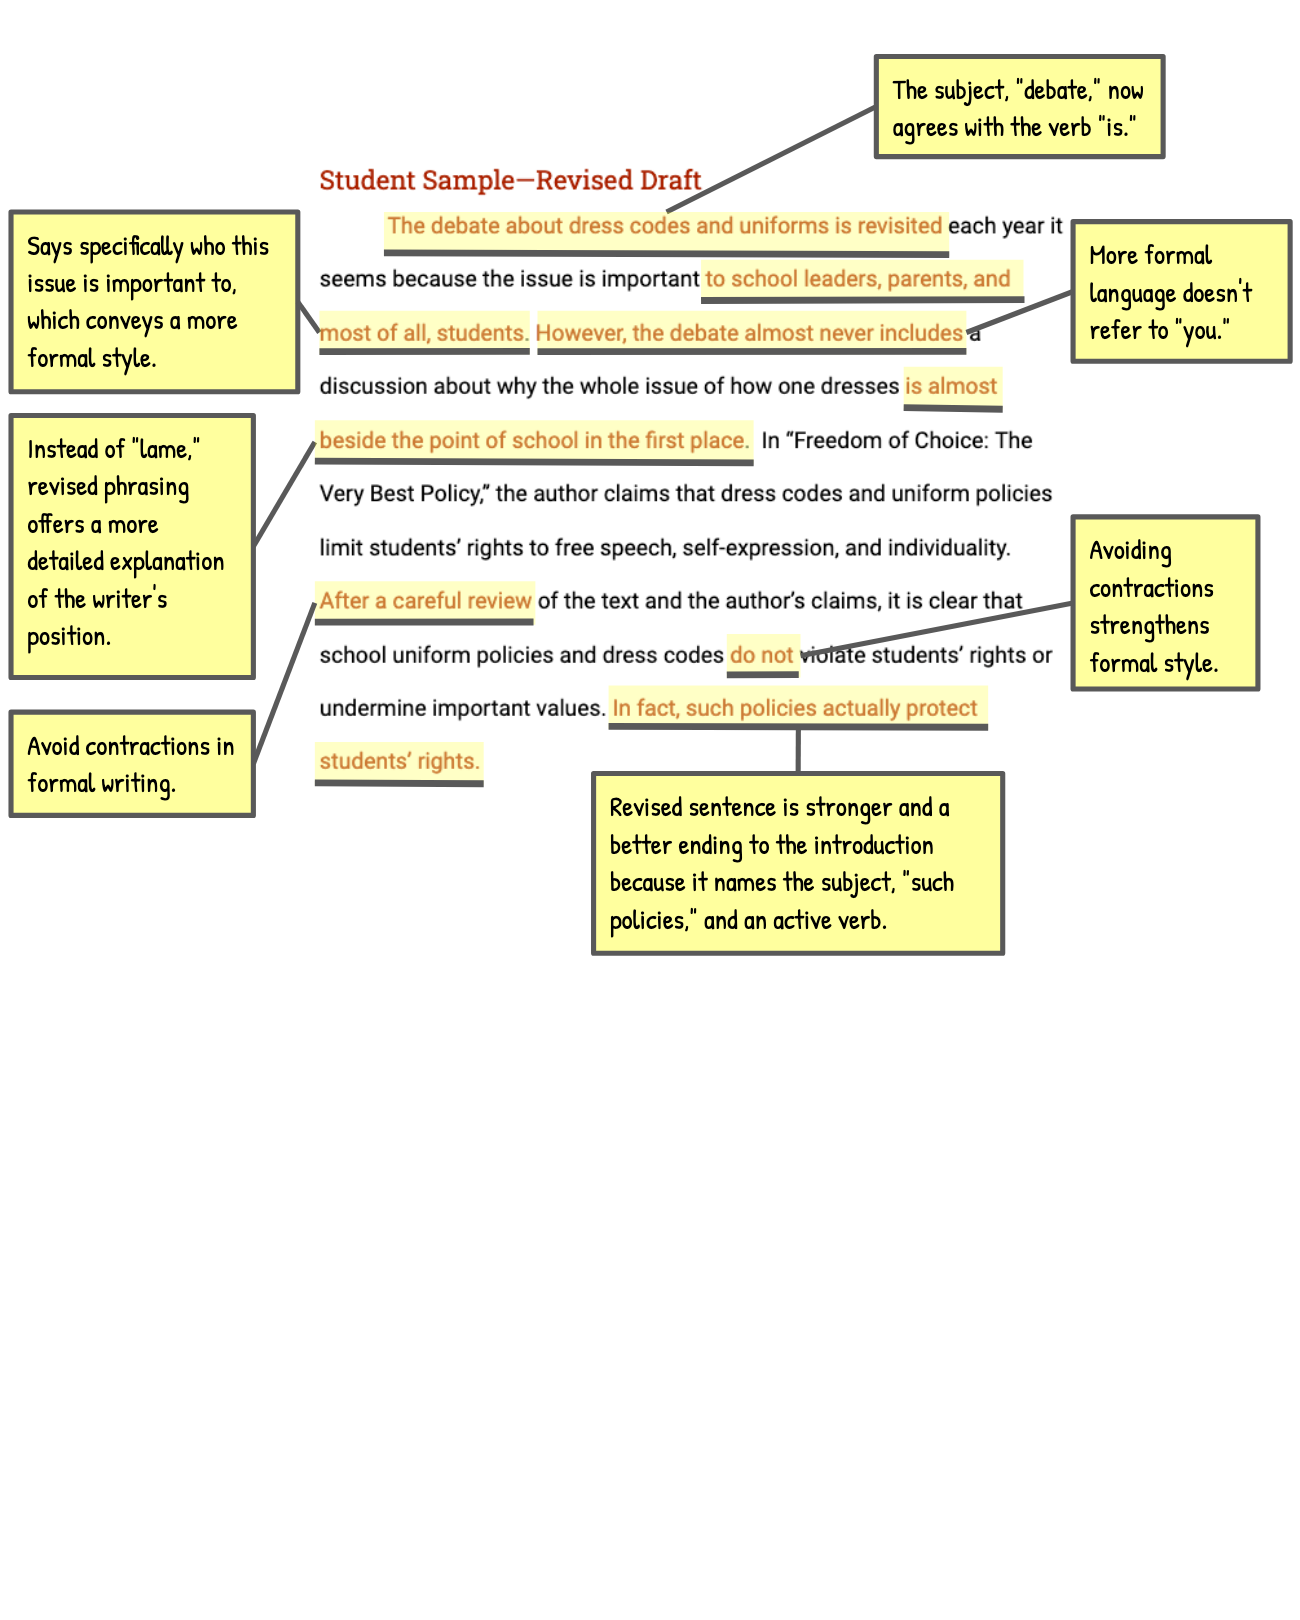 The subject, "debate," now
agrees with the verb "is."
Student Sample—Revised Draft
The debate about dress codes and uniforms is revisited each year it
seems because the issue is important to school leaders, parents, and
most of all, students. However, the debate almost never includes a
discussion about why the whole issue of how one dresses is almost
beside the point of school in the first place. In “Freedom of Choice: The
Very Best Policy,” the author claims that dress codes and uniform policies
limit students’ rights to free speech, self-expression, and individuality.
After a careful review of the text and the author’s claims, it is clear that
school uniform policies and dress codes do not violate students’ rights or
undermine important values. In fact, such policies actually protect
students’ rights.
Says specifically who this
issue is important to,
which conveys a more
formal style.
Instead of "lame,"
revised phrasing
offers a more
detailed explanation
of the writer's
position.
Avoid contractions in
formal writing.
More formal
language doesn't
refer to "you."
Avoiding
contractions
strengthens
formal style.
Revised sentence is stronger and a
better ending to the introduction
because it names the subject, "such
policies," and an active verb.